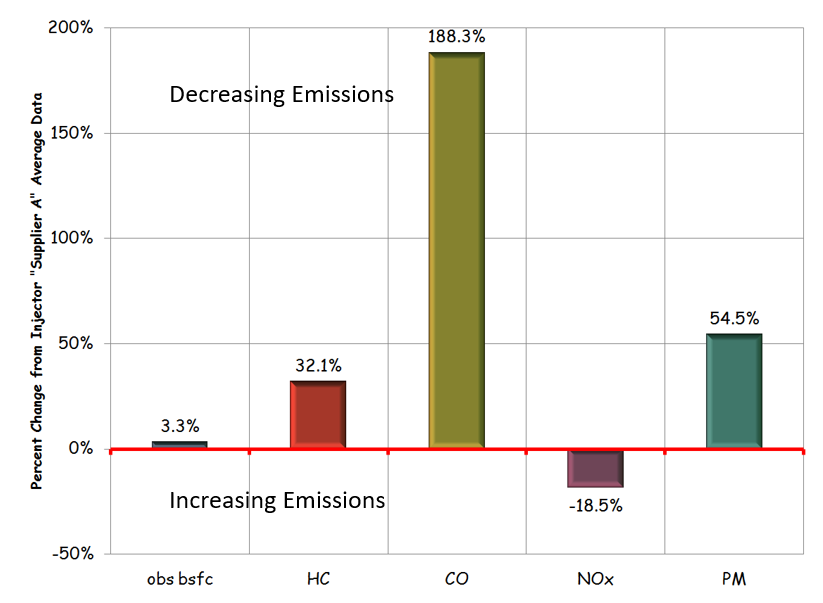 200%
188.3%
Decreasing Emissions
150%
100%
54.5%
50%
32.1%
3.3%
0%
Increasing Emissions
-18.5%
-50%
obs bsfc HC CO NOx PM
Percent Change from Injector "Supplier A" Average Data